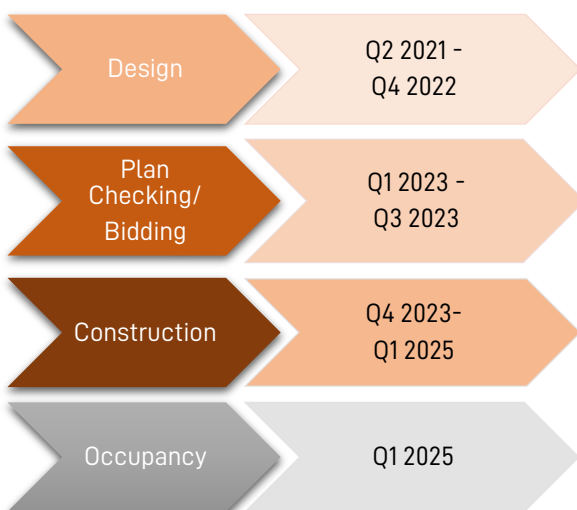 Design
Q2 2021 -
Q4 2022
Plan
Checking/
Bidding
Q1 2023 -
Q3 2023
Construction
Q4 2023-
Q1 2025
Occupancy
Q1 2025